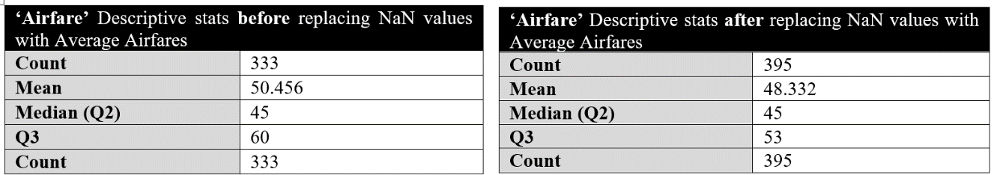 ‘Airfare’ Descriptive stats before replacing NaN values
with Average Airfares
Count 333
Mean 50.456
Median (Q2) 45
Q3 60
Count 333
‘Airfare’ Descriptive stats after replacing NaN values with
Average Airfares
Count 395
Mean 48.332
Median (Q2) 45
Q3 53
Count 395